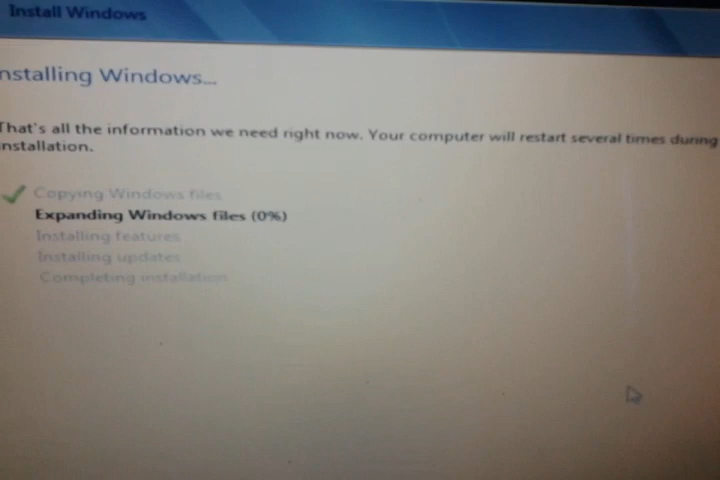 Install Windows
nstalling Windows...
That's all the information we need right now. Your computer will restart several times during
nstallation.
Copying Windows files
Expanding Windows files (0%)
Installing features
Installing updates
Completing installation